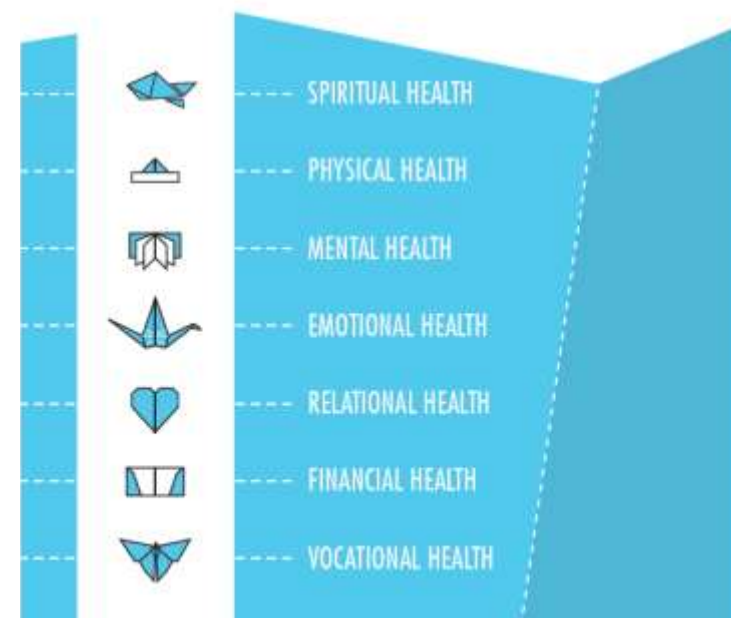 SPIRITUAL HEALTH
PHYSICAL HEALTH
MENTAL HEALTH
EMOTIONAL HEALTH
RELATIONAL HEALTH
FINANCIAL HEALTH
VOCATIONAL HEALTH